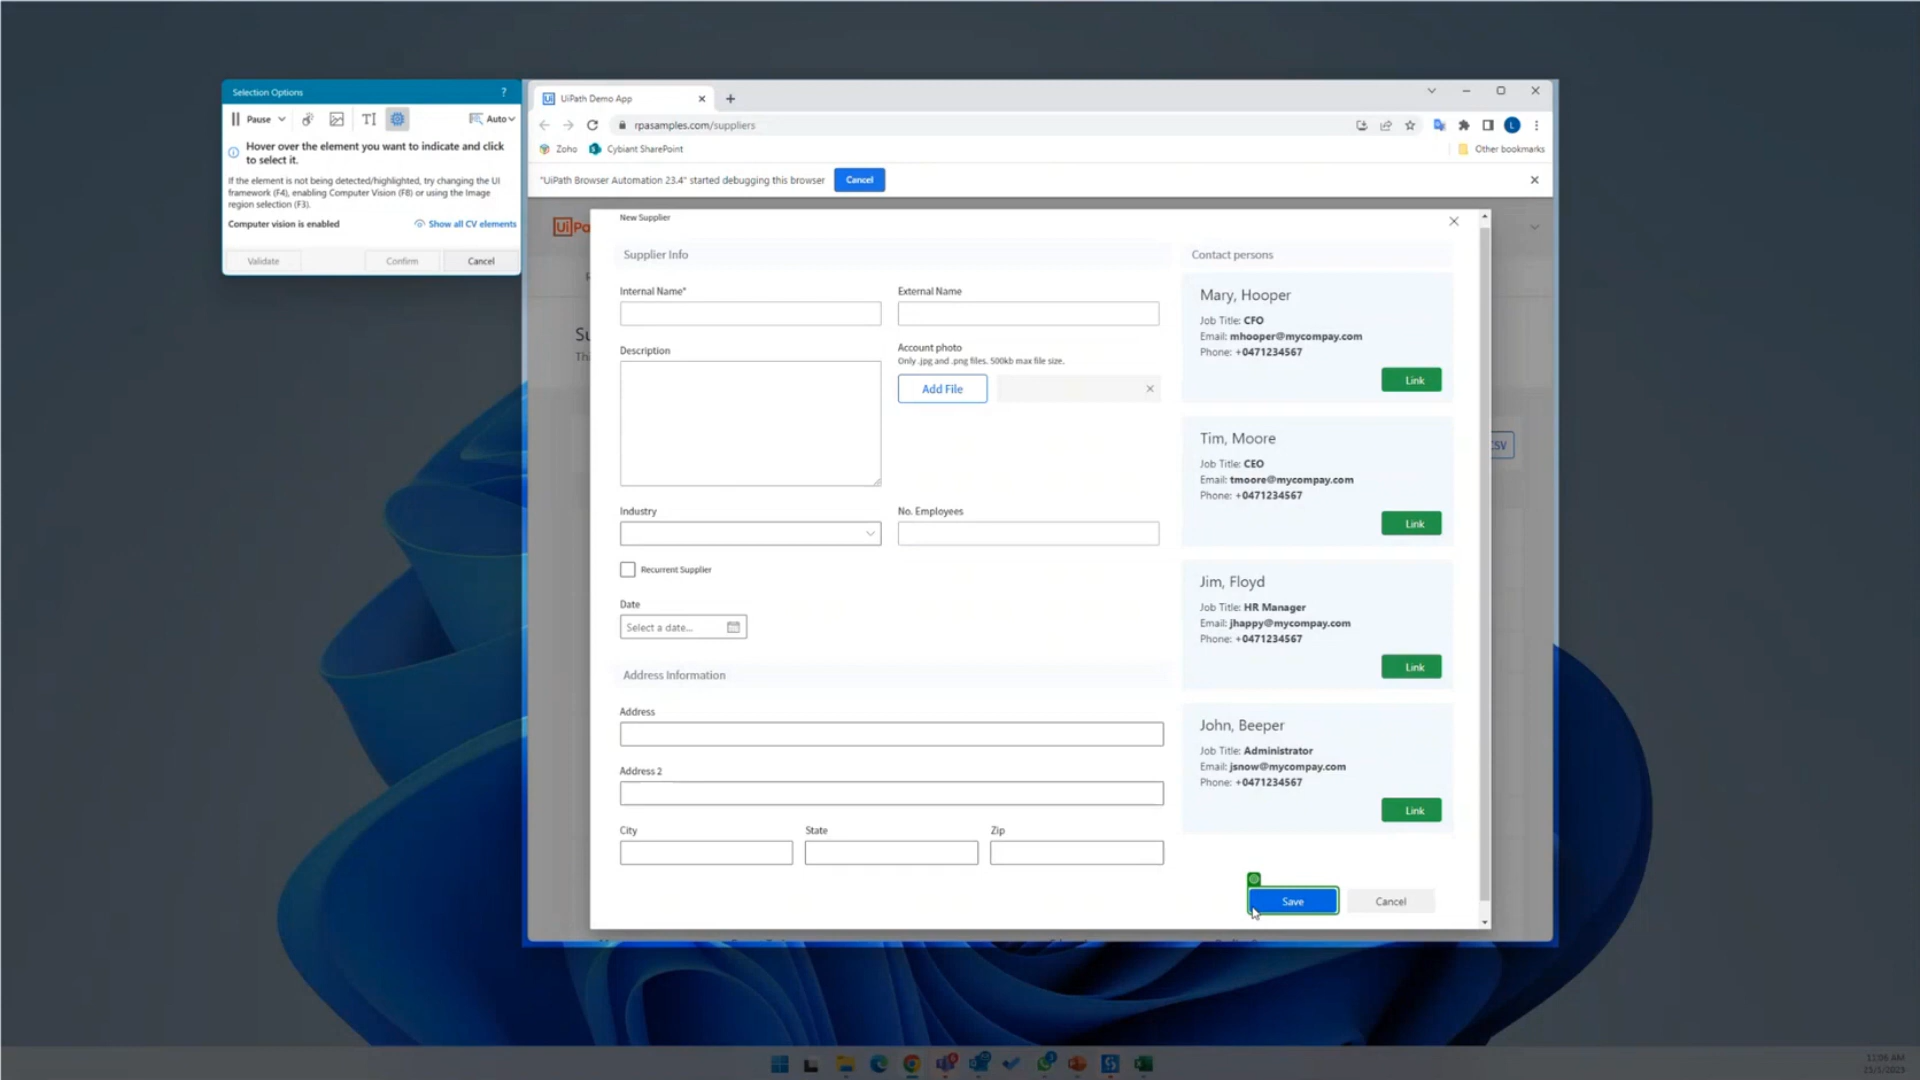 Selection Options ?
Pause Auto
Hover over the element you want to indicate and click
to select it.
If the element is not being detected/highlighted, try changing the UI
framework (F4), enabling Computer Vision (F8) or using the Image
region selection (F3).
Computer vision is enabled Show all CV elements
Validate Confirm Cancel
UiPath Demo App
rpasamples.com/suppliers
Zoho Cybiant SharePoint Other bookmarks
"UiPath Browser Automation 23.4" started debugging this browser Cancel
New Supplier
Supplier Info
Internal Name*
External Name
Description
Account photo
Only .jpg and .png files. 500kb max file size.
Add File
Industry
No. Employees
Recurrent Supplier
Date
Select a date...
Address Information
Address
Address 2
City State Zip
Contact persons
Mary, Hooper
Job Title: CFO
Email: mhooper@mycompay.com
Phone: +0471234567
Link
Tim, Moore
Job Title: CEO
Email: tmoore@mycompay.com
Phone: +0471234567
Link
Jim, Floyd
Job Title: HR Manager
Email: jhappy@mycompay.com
Phone: +0471234567
Link
John, Beeper
Job Title: Administrator
Email: jsnow@mycompay.com
Phone: +0471234567
Link
Save Cancel
11:06 AM